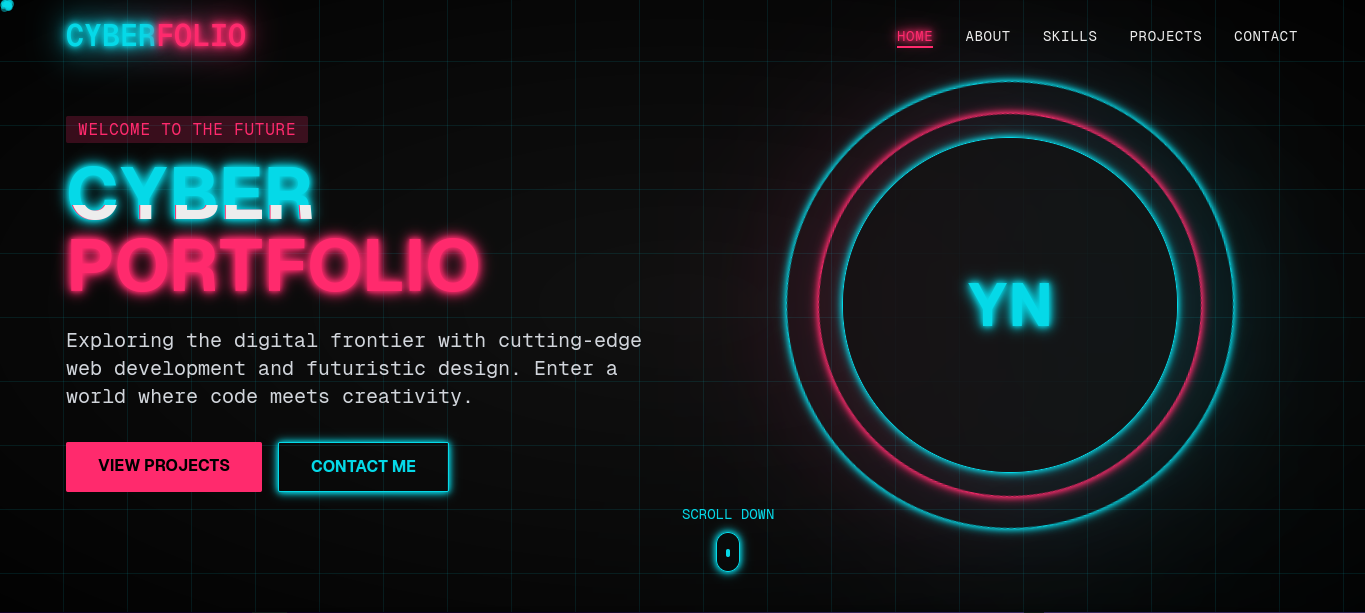 CYBERFOLIO
HOME ABOUT SKILLS PROJECTS CONTACT
WELCOME TO THE FUTURE
CYBER
PORTFOLIO
Exploring the digital frontier with cutting-edge
web development and futuristic design. Enter a
world where code meets creativity.
VIEW PROJECTS CONTACT ME
YN
SCROLL DOWN